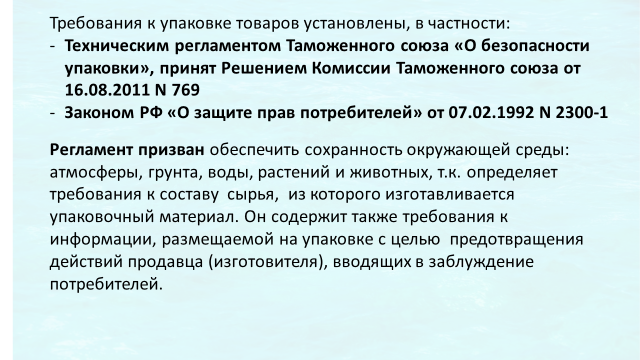 Требования к упаковке товаров установлены, в частности:
- Техническим регламентом Таможенного союза «О безопасности
упаковки», принят Решением Комиссии Таможенного союза от
16.08.2011 N 769
- Законом РФ «О защите прав потребителей» от 07.02.1992 N 2300-1
Регламент призван обеспечить сохранность окружающей среды:
атмосферы, грунта, воды, растений и животных, т.к. определяет
требования к составу сырья, из которого изготавливается
упаковочный материал. Он содержит также требования к
информации, размещаемой на упаковке с целью предотвращения
действий продавца (изготовителя), вводящих в заблуждение
потребителей.